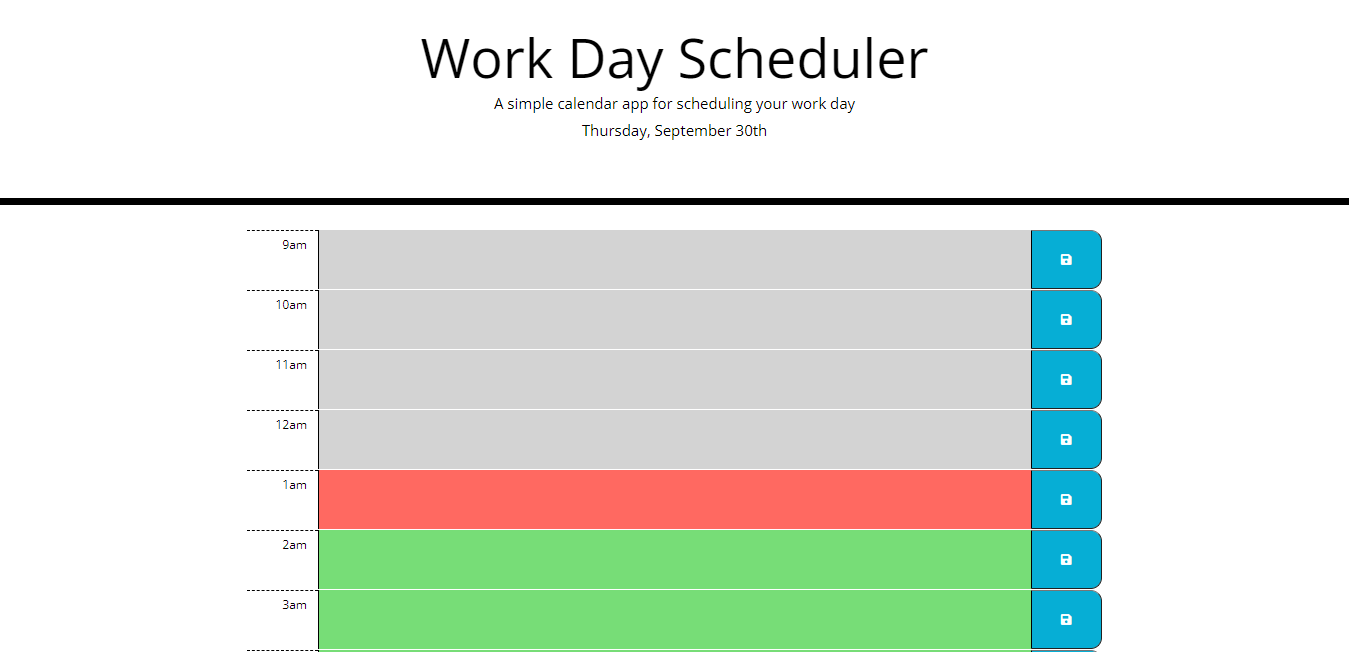 Work Day Scheduler
A simple calendar app for scheduling your work day
Thursday, September 30th
9am
10am
11am
12am
1am
2am
3am